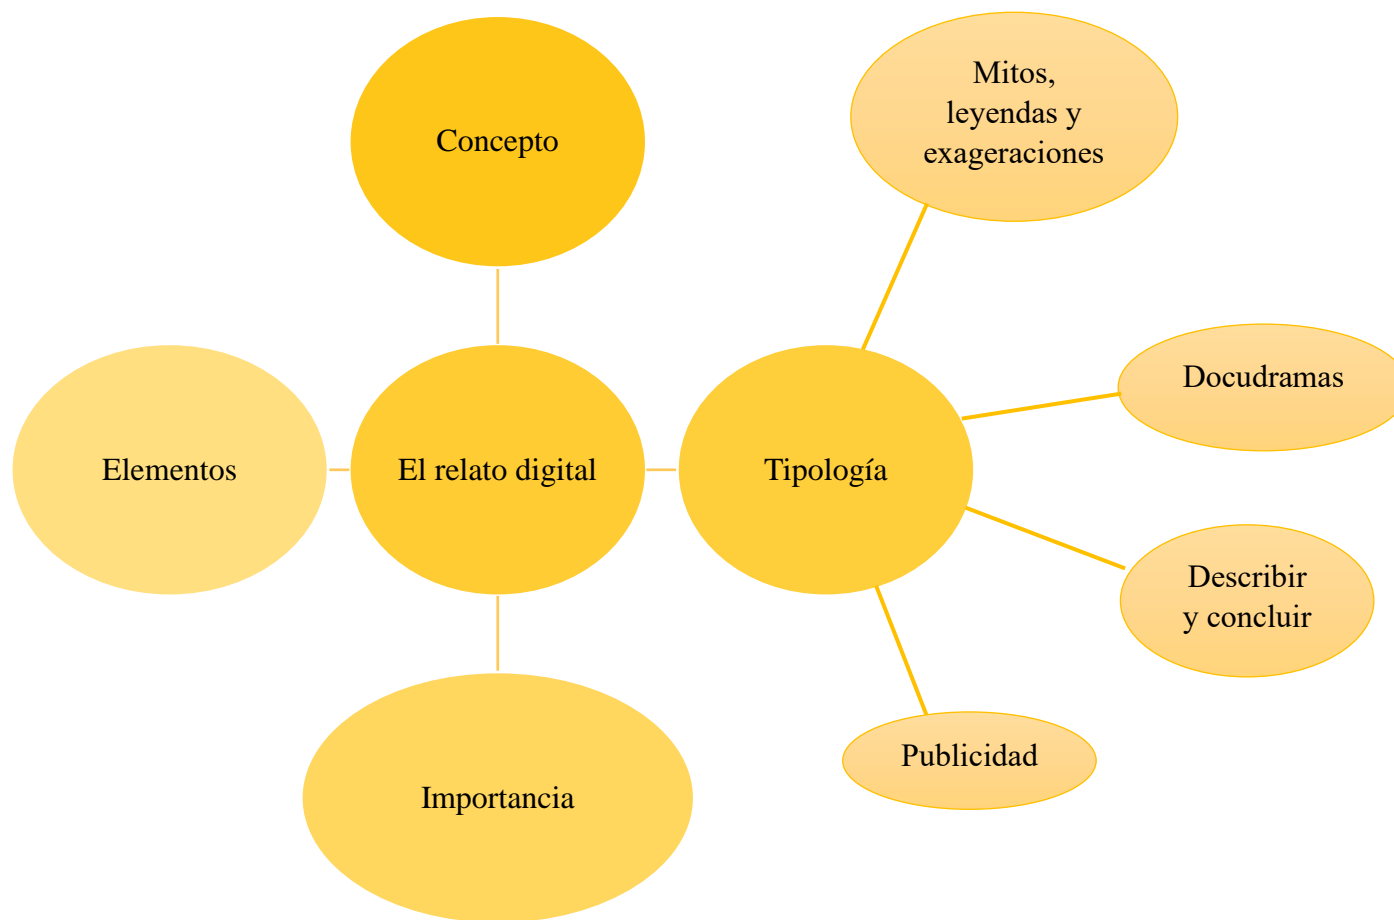 Mitos,
leyendas y
exageraciones
Concepto
Docudramas
Elementos
El relato digital
Tipología
Describir
y concluir
Publicidad
Importancia